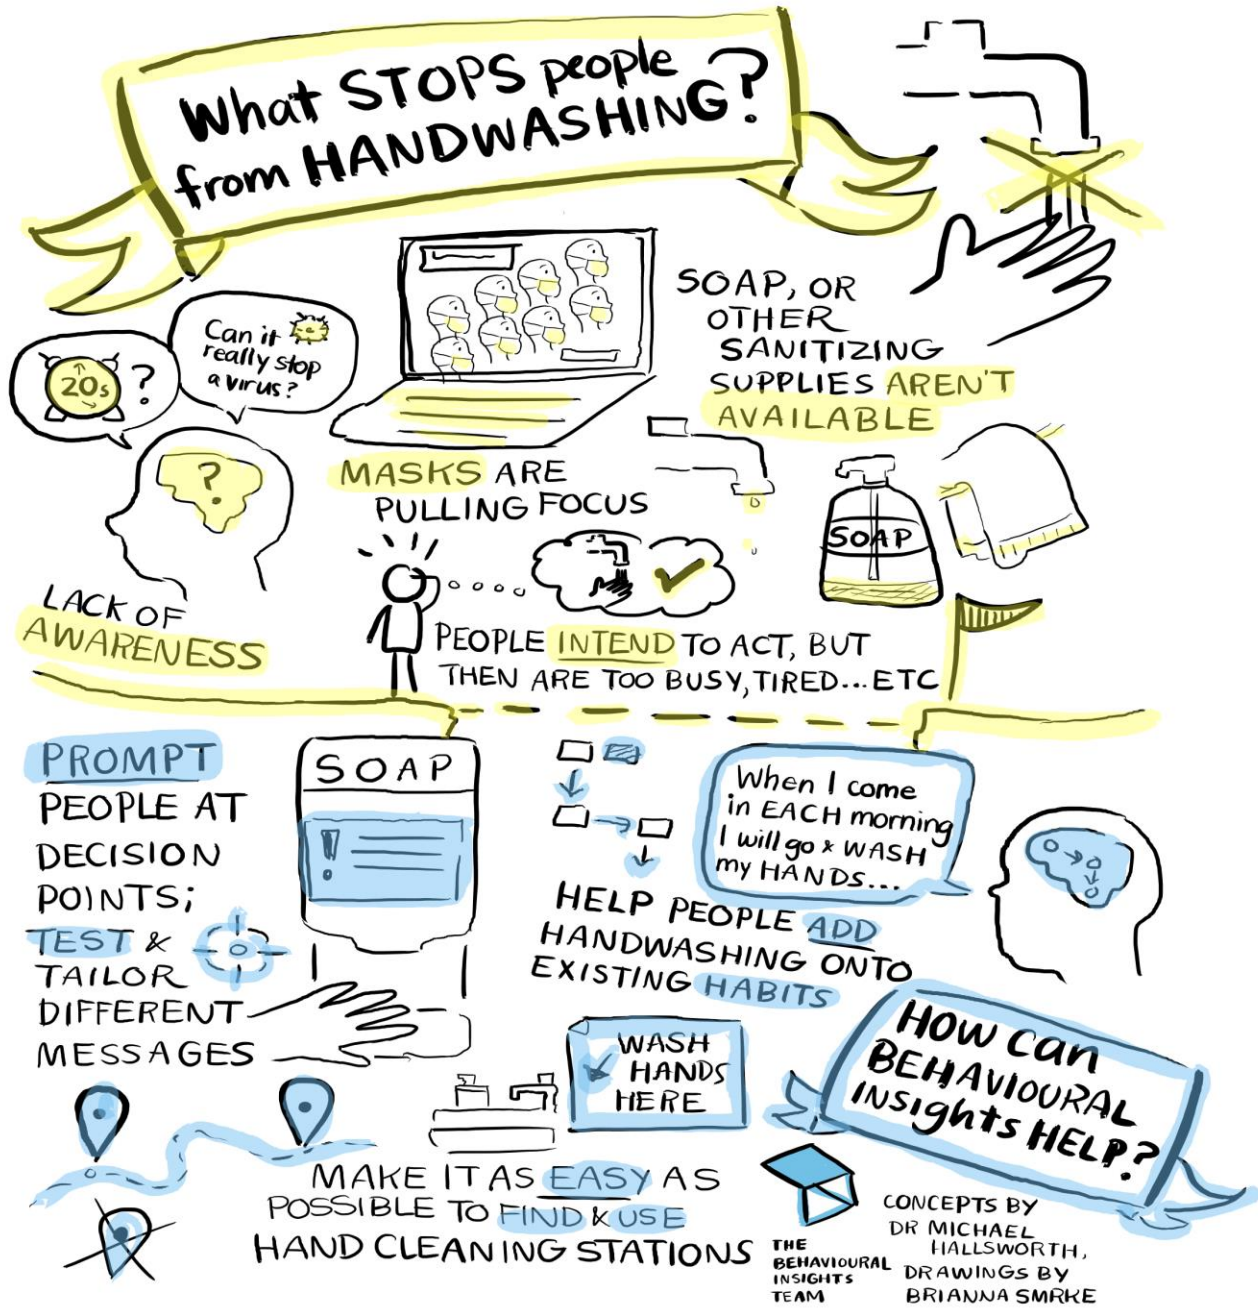 What STOPS people
from HANDWASHING?
20s ?
Can it
really stop
a virus?
?
LACK OF
AWARENESS
MASKS ARE
PULLING FOCUS
SOAP, OR
OTHER
SANITIZING
SUPPLIES AREN'T
AVAILABLE
SOAP
PEOPLE INTEND TO ACT, BUT
THEN ARE TOO BUSY, TIRED...ETC
PROMPT
PEOPLE AT
DECISION
POINTS;
TEST &
TAILOR
DIFFERENT
MESSAGES
SOAP
!
When I come
in EACH morning
I will go & WASH
my HANDS...
HELP PEOPLE ADD
HANDWASHING ONTO
EXISTING HABITS
WASH
HANDS
HERE
MAKE IT AS EASY AS
POSSIBLE TO FIND & USE
HAND CLEANING STATIONS
HOW can
BEHAVIOURAL
INSights HELP?
THE
BEHAVIOURAL
INSIGHTS
TEAM
CONCEPTS BY
DR MICHAEL
HALLSWORTH,
DRAWINGS BY
BRIANNA SMRKE